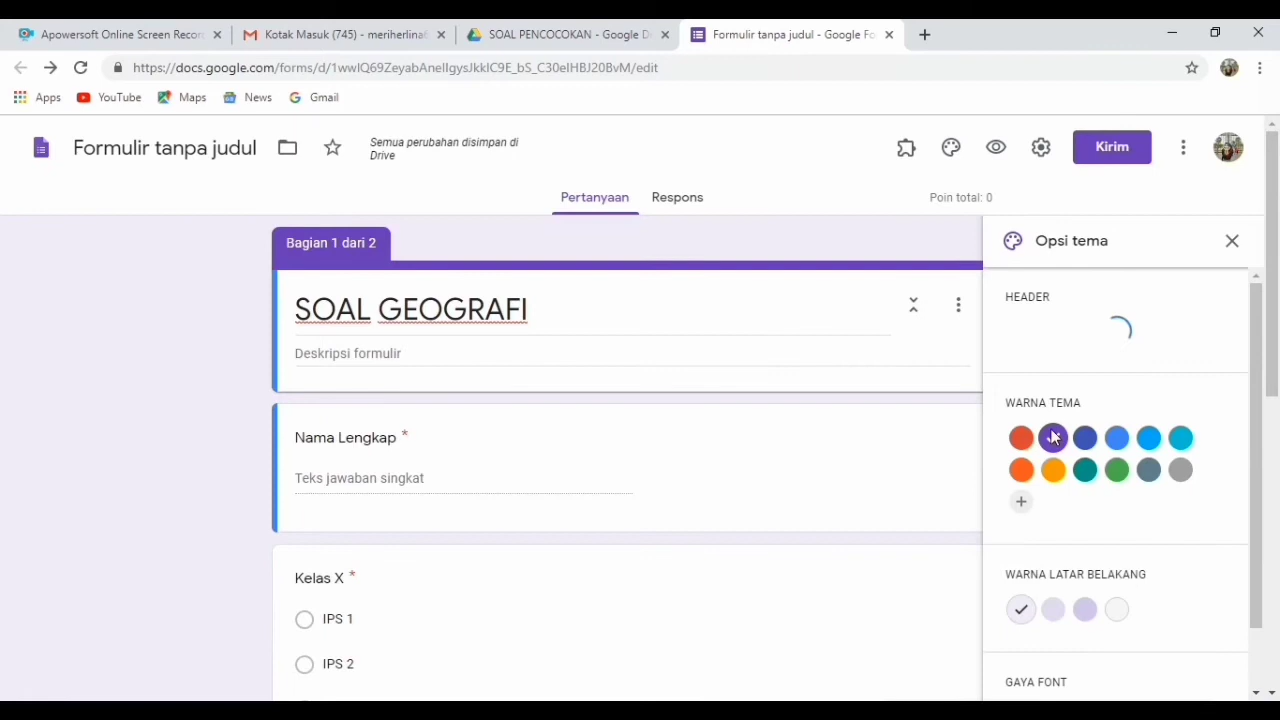 Apowersoft Online Screen Recor
Kotak Masuk (745) - meriherlina
SOAL PENCOCOKAN - Google D
Formulir tanpa judul - Google Fo
https://docs.google.com/forms/d/1wwIQ69ZeyabAnelIgysJkkIC9E_bS_C30eIHBJ20BvM/edit
Apps
YouTube
Maps
News
Gmail
Formulir tanpa judul
Semua perubahan disimpan di
Drive
Kirim
Pertanyaan
Respons
Poin total: 0
Bagian 1 dari 2
Opsi tema
SOAL GEOGRAFI
Deskripsi formulir
HEADER
WARNA TEMA
Nama Lengkap *
Teks jawaban singkat
Kelas X *
IPS 1
IPS 2
WARNA LATAR BELAKANG
GAYA FONT